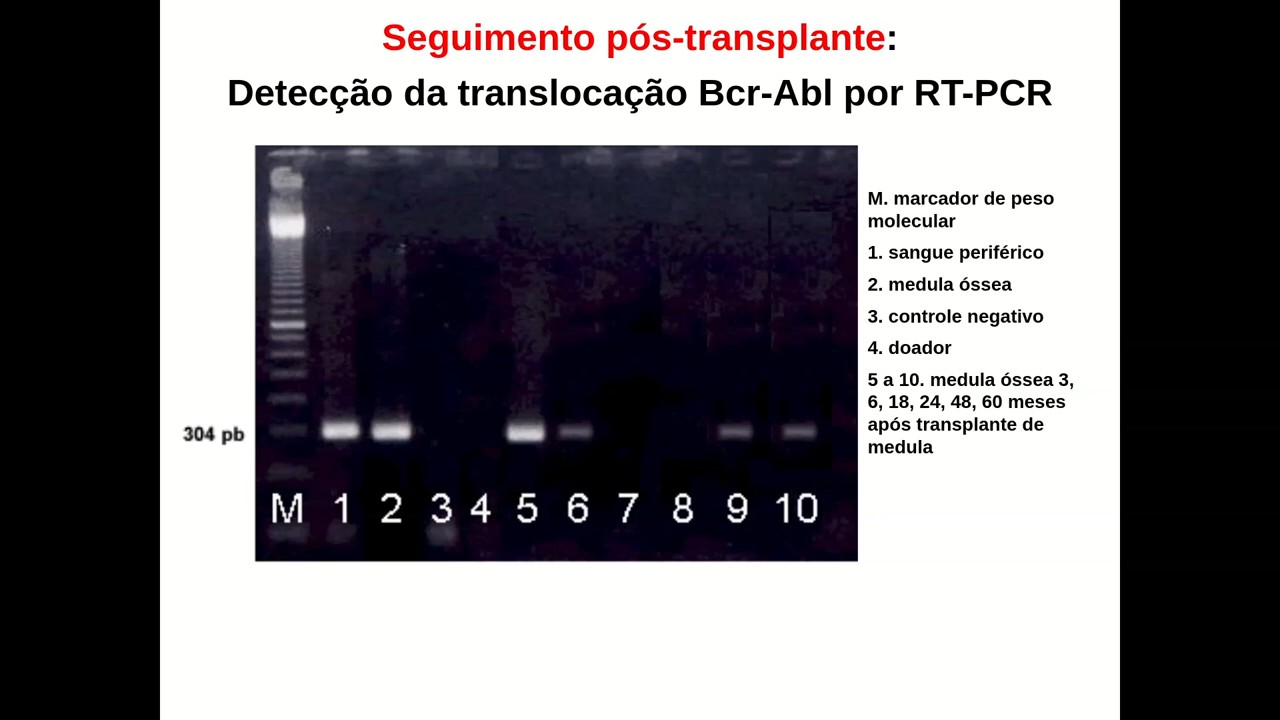 Seguimento pós-transplante:
Detecção da translocação Bcr-Abl por RT-PCR
M. marcador de peso
molecular
1. sangue periférico
2. medula óssea
3. controle negativo
4. doador
5 a 10. medula óssea 3,
6, 18, 24, 48, 60 meses
após transplante de
medula
304 pb
M 1 2 3 4 5 6 7 8 9 10